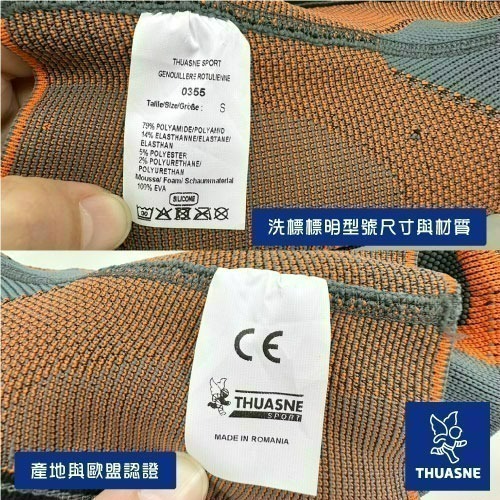 THUASNE SPORT
GENOUILLERE ROTULIENNE
0355
Taille/Size/Größe : S
79% POLYAMIDE/POLYAMID
14% ELASTHANNE/ELASTANE/
ELASTHAN
5% POLYESTER
2% POLYURETHANE/
POLYURETHAN
Mousse/ Foam/ Schaummaterial
100% EVA
SILICONE
30
洗標標明型號尺寸與材質
CE
THUASNE
SPORT
MADE IN ROMANIA
產地與歐盟認證
THUASNE